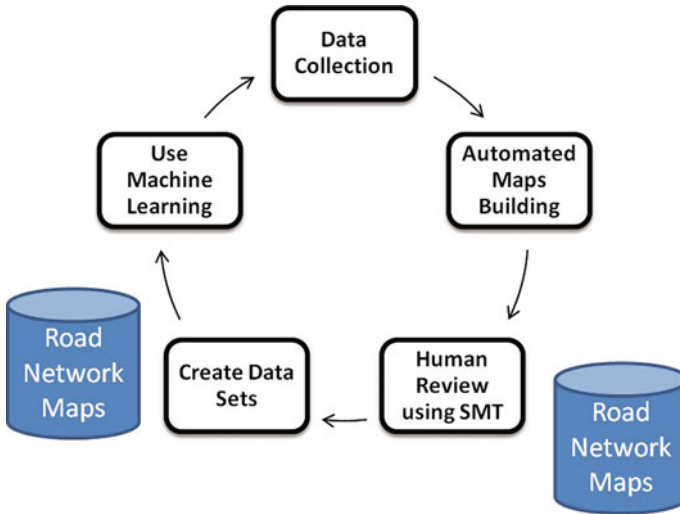 Data
Collection
Automated
Maps
Building
Human
Review
using SMT
Create Data
Sets
Use
Machine
Learning
Road
Network
Maps
Road
Network
Maps